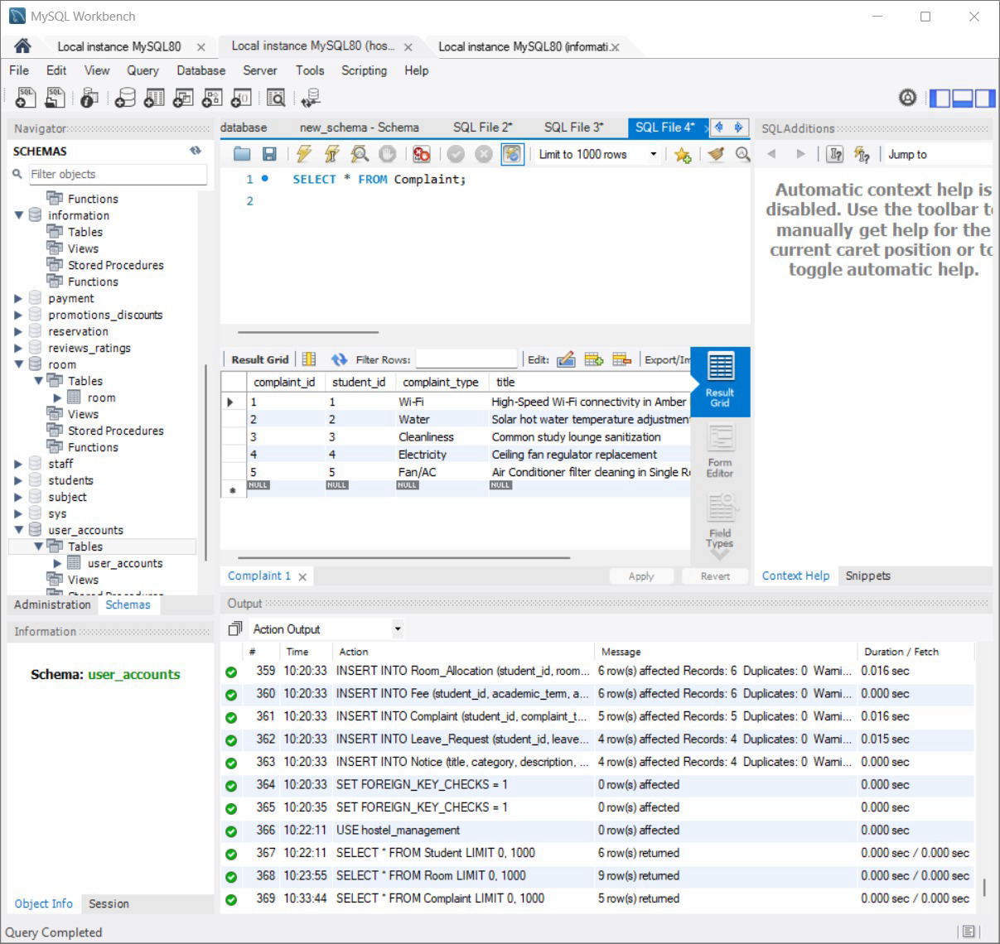 MySQL Workbench
Local instance MySQL80
Local instance MySQL80 (hos...
Local instance MySQL80 (informati...
File Edit View Query Database Server Tools Scripting Help
Navigator
SCHEMAS
Filter objects
Functions
information
Tables
Views
Stored Procedures
Functions
payment
promotions_discounts
reservation
reviews_ratings
room
Tables
room
Views
Stored Procedures
Functions
staff
students
subject
sys
user_accounts
Tables
user_accounts
Views
Stored Procedures
Administration Schemas
Information
Schema: user_accounts
Object Info Session
database new_schema - Schema SQL File 2* SQL File 3* SQL File 4*
Limit to 1000 rows
1 SELECT * FROM Complaint;
2
Result Grid Filter Rows: Edit: Export/Im
complaint_id student_id complaint_type title
1 1 Wi-Fi High-Speed Wi-Fi connectivity in Amber
2 2 Water Solar hot water temperature adjustment
3 3 Cleanliness Common study lounge sanitization
4 4 Electricity Ceiling fan regulator replacement
5 5 Fan/AC Air Conditioner filter cleaning in Single Ro
NULL NULL NULL NULL
Result
Grid
Form
Editor
Field
Types
Complaint 1 Apply Revert
SQLAdditions
Jump to
Automatic context help is
disabled. Use the toolbar to
manually get help for the
current caret position or to
toggle automatic help.
Context Help Snippets
Output
Action Output
# Time Action Message Duration / Fetch
359 10:20:33 INSERT INTO Room_Allocation (student_id, room... 6 row(s) affected Records: 6 Duplicates: 0 Warni... 0.016 sec
360 10:20:33 INSERT INTO Fee (student_id, academic_term, a... 6 row(s) affected Records: 6 Duplicates: 0 Warni... 0.000 sec
361 10:20:33 INSERT INTO Complaint (student_id, complaint_t... 5 row(s) affected Records: 5 Duplicates: 0 Warni... 0.016 sec
362 10:20:33 INSERT INTO Leave_Request (student_id, leave... 4 row(s) affected Records: 4 Duplicates: 0 Warni... 0.015 sec
363 10:20:33 INSERT INTO Notice (title, category, description, ... 4 row(s) affected Records: 4 Duplicates: 0 Warni... 0.000 sec
364 10:20:33 SET FOREIGN_KEY_CHECKS = 1 0 row(s) affected 0.000 sec
365 10:20:35 SET FOREIGN_KEY_CHECKS = 1 0 row(s) affected 0.000 sec
366 10:22:11 USE hostel_management 0 row(s) affected 0.000 sec
367 10:22:11 SELECT * FROM Student LIMIT 0, 1000 6 row(s) returned 0.000 sec / 0.000 sec
368 10:23:55 SELECT * FROM Room LIMIT 0, 1000 9 row(s) returned 0.000 sec / 0.000 sec
369 10:33:44 SELECT * FROM Complaint LIMIT 0, 1000 5 row(s) returned 0.000 sec / 0.000 sec
Query Completed